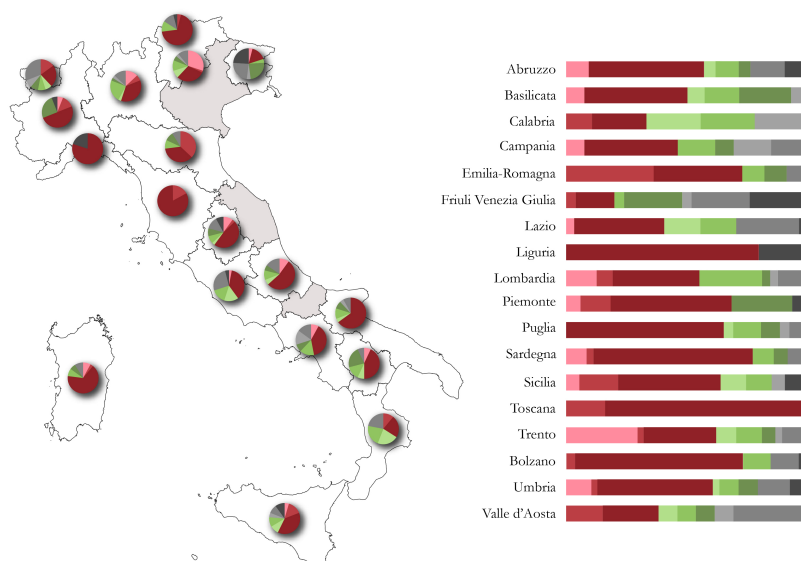 Abruzzo
Basilicata
Calabria
Campania
Emilia-Romagna
Friuli Venezia Giulia
Lazio
Liguria
Lombardia
Piemonte
Puglia
Sardegna
Sicilia
Toscana
Trento
Bolzano
Umbria
Valle d'Aosta